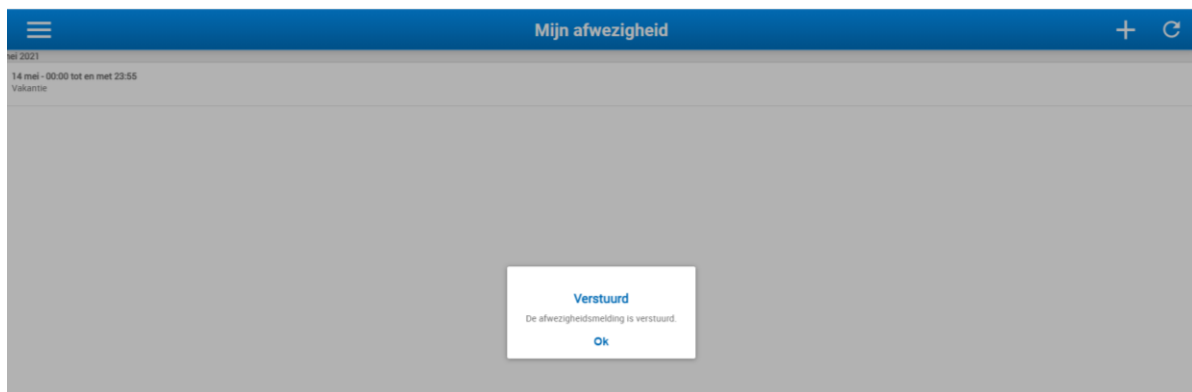 Mijn afwezigheid
mei 2021
14 mei - 00:00 tot en met 23:55
Vakantie
Verstuurd
De afwezigheidsmelding is verstuurd.
Ok